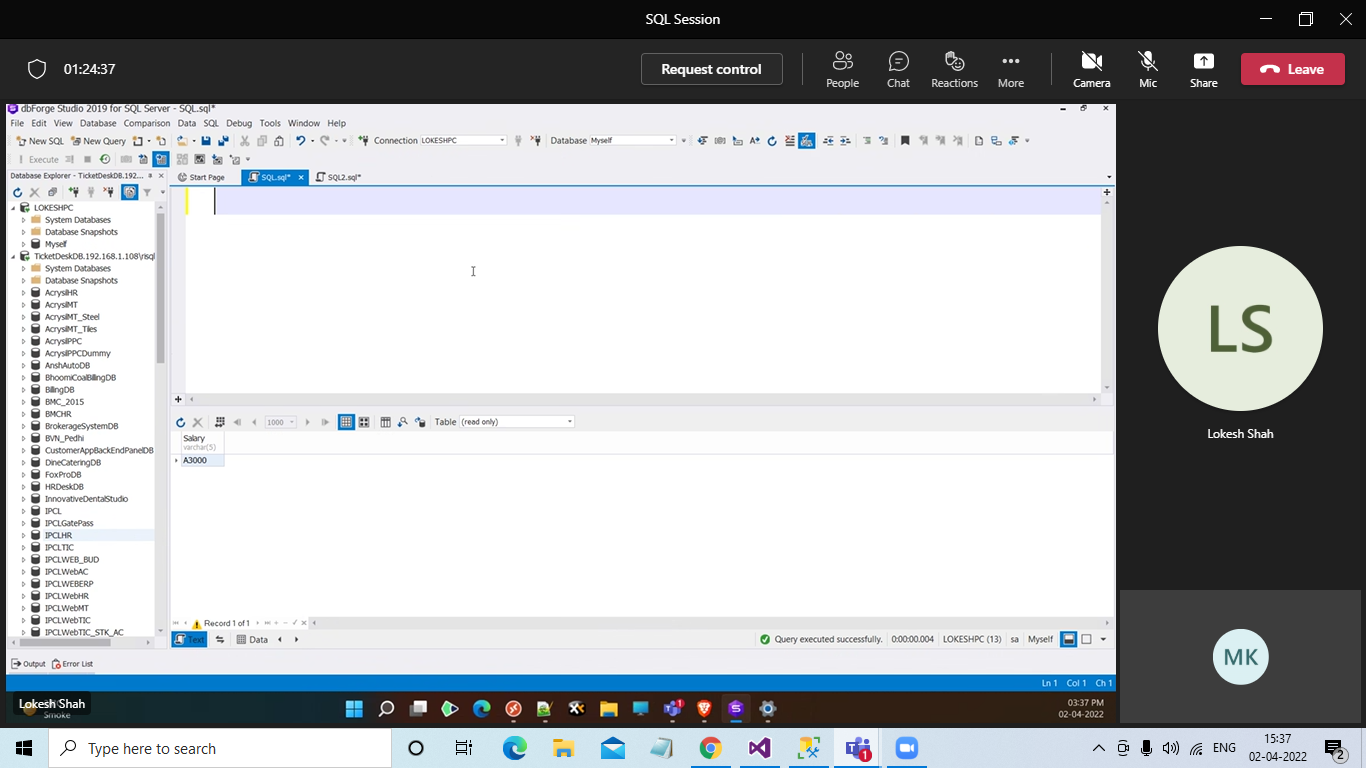 SQL Session
01:24:37
Request control
People
Chat
Reactions
More
Camera
Mic
Share
Leave
dbForge Studio 2019 for SQL Server - SQL.sql*
File Edit View Database Comparison Data SQL Debug Tools Window Help
New SQL New Query Connection LOKESHPC Database Myself
Execute
Database Explorer - TicketDeskDB.192...
Start Page SQL.sql* SQL2.sql*
LOKESHPC
System Databases
Database Snapshots
Myself
TicketDeskDB.192.168.1.108\risql
System Databases
Database Snapshots
AcrysilHR
AcrysilMT
AcrysilMT_Steel
AcrysilMT_Tiles
AcrysilPPC
AcrysilPPCDummy
AnshAutoDB
BhoomiCoalBillingDB
BillingDB
BMC_2015
BMCHR
BrokerageSystemDB
BVN_Pedhi
CustomerAppBackEndPanelDB
DineCateringDB
FoxProDB
HRDeskDB
InnovativeDentalStudio
IPCL
IPCLGatePass
IPCLHR
IPCLTIC
IPCLWEB_BUD
IPCLWebAC
IPCLWEBERP
IPCLWebHR
IPCLWebMT
IPCLWebTIC
IPCLWebTIC_STK_AC
1000 Table (read only)
Salary
varchar(5)
A3000
Record 1 of 1
Text Data
Query executed successfully. 0:00:00.004 LOKESHPC (13) sa Myself
Output Error List
Ln 1 Col 1 Ch 1
Lokesh Shah
Smoke
03:37 PM
02-04-2022
LS
Lokesh Shah
MK
Type here to search
ENG
15:37
02-04-2022